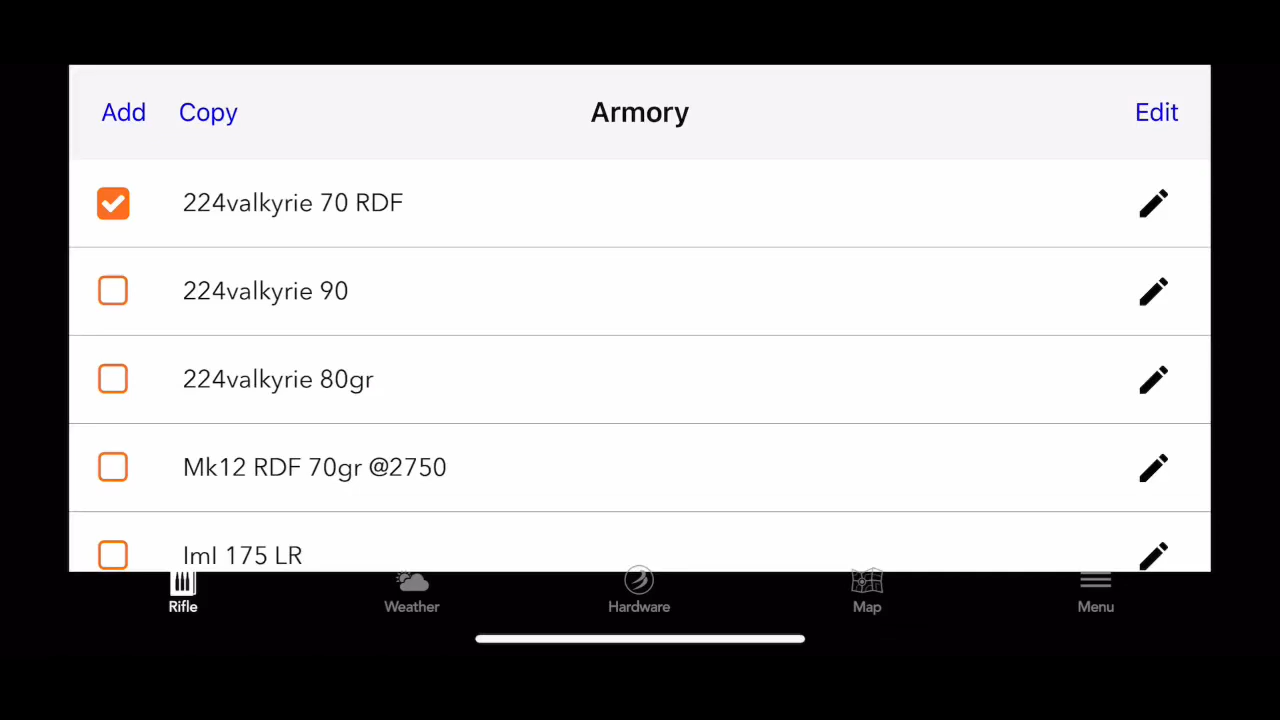 Add Copy Armory Edit
224valkyrie 70 RDF
224valkyrie 90
224valkyrie 80gr
Mk12 RDF 70gr @2750
ImI 175 LR
Rifle Weather Hardware Map Menu